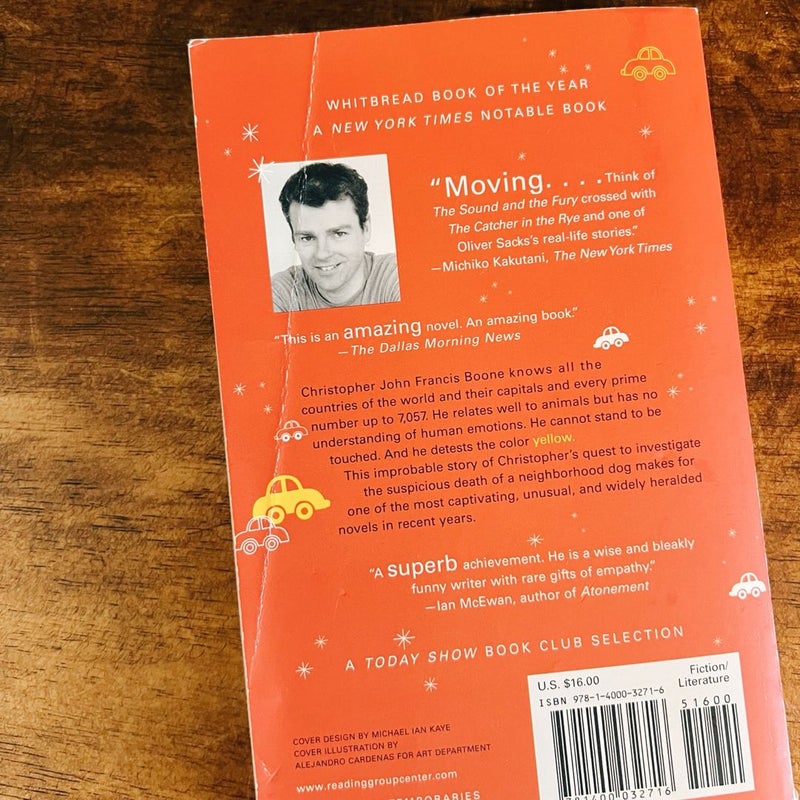 WHITBREAD BOOK OF THE YEAR
A NEW YORK TIMES NOTABLE BOOK
“Moving. . . . Think of
The Sound and the Fury crossed with
The Catcher in the Rye and one of
Oliver Sacks's real-life stories.”
—Michiko Kakutani, The New York Times
“This is an amazing novel. An amazing book.”
—The Dallas Morning News
Christopher John Francis Boone knows all the
countries of the world and their capitals and every prime
number up to 7,057. He relates well to animals but has no
understanding of human emotions. He cannot stand to be
touched. And he detests the color yellow.
This improbable story of Christopher's quest to investigate
the suspicious death of a neighborhood dog makes for
one of the most captivating, unusual, and widely heralded
novels in recent years.
“A superb achievement. He is a wise and bleakly
funny writer with rare gifts of empathy.”
—Ian McEwan, author of Atonement
A TODAY SHOW BOOK CLUB SELECTION
U.S. $16.00
Fiction/
Literature
ISBN 978-1-4000-3271-6
51600
COVER DESIGN BY MICHAEL IAN KAYE
COVER ILLUSTRATION BY
ALEJANDRO CARDENAS FOR ART DEPARTMENT
www.readinggroupcenter.com